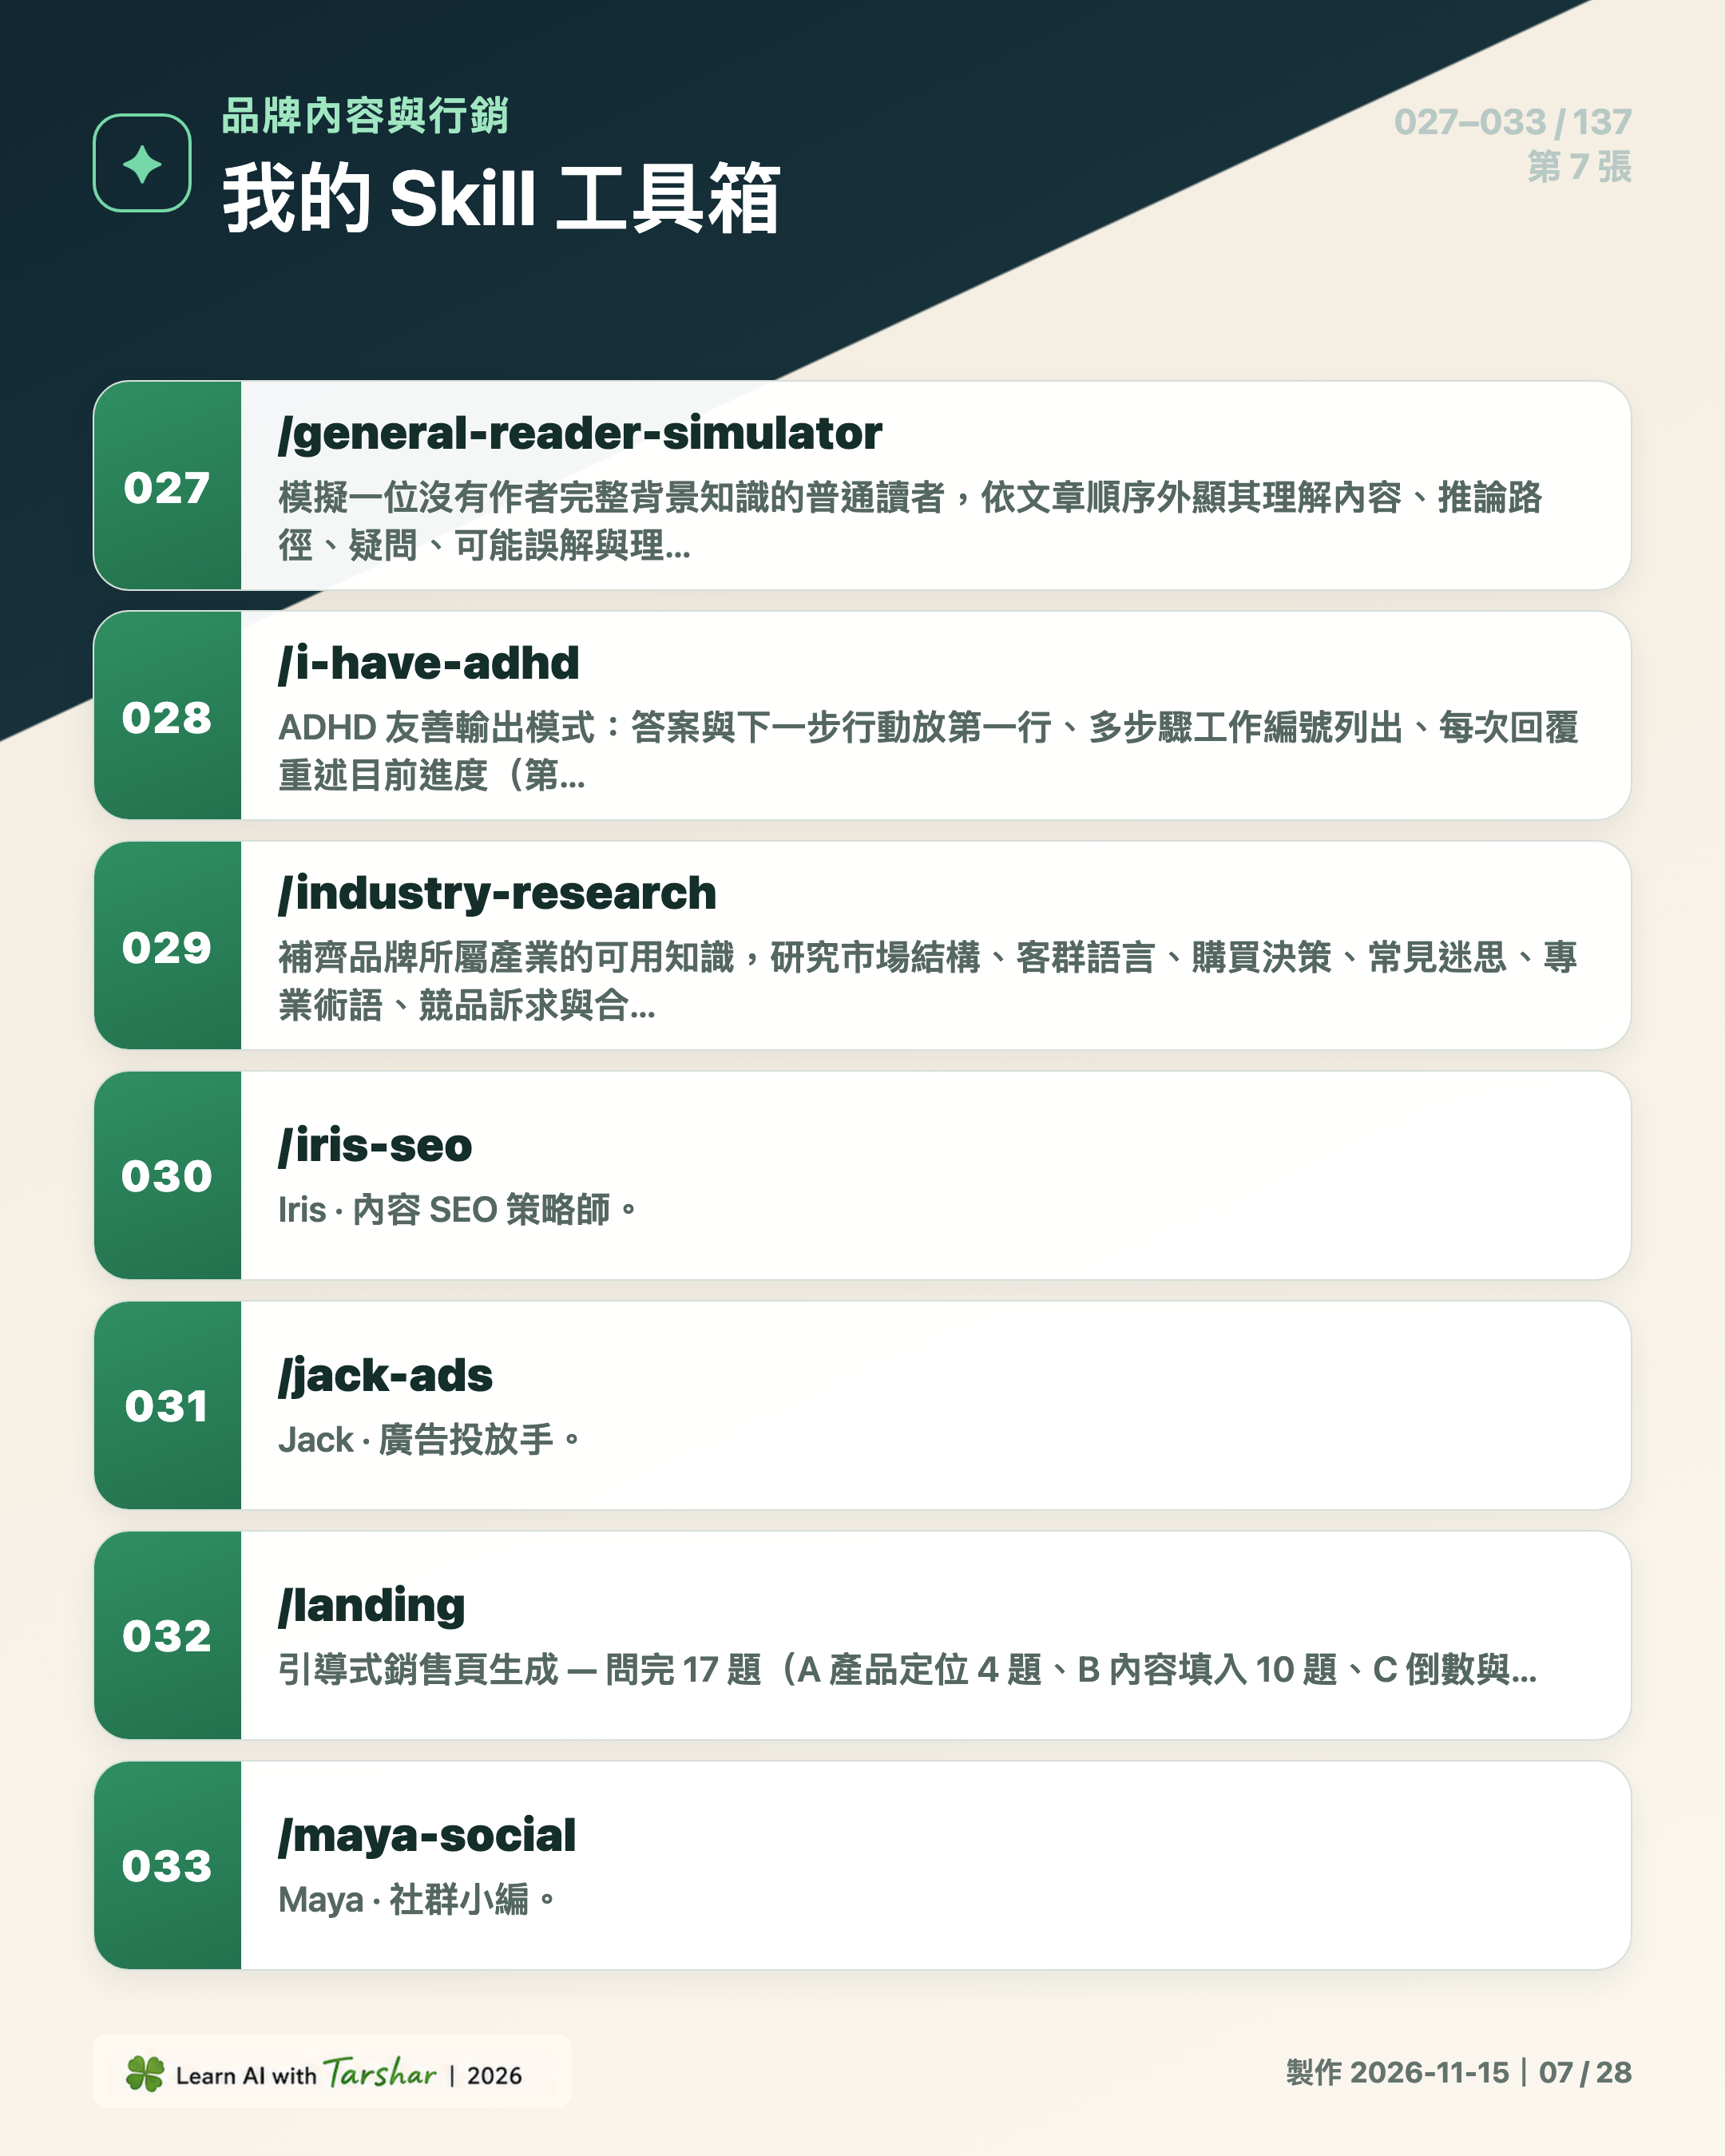 品牌內容與行銷
我的 Skill 工具箱
027–033 / 137
第 7 張
027
/general-reader-simulator
模擬一位沒有作者完整背景知識的普通讀者，依文章順序外顯其理解內容、推論路
徑、疑問、可能誤解與理...
028
/i-have-adhd
ADHD 友善輸出模式：答案與下一步行動放第一行、多步驟工作編號列出、每次回覆
重述目前進度（第...
029
/industry-research
補齊品牌所屬產業的可用知識，研究市場結構、客群語言、購買決策、常見迷思、專
業術語、競品訴求與合...
030
/iris-seo
Iris · 內容 SEO 策略師。
031
/jack-ads
Jack · 廣告投放手。
032
/landing
引導式銷售頁生成 — 問完 17 題（A 產品定位 4 題、B 內容填入 10 題、C 倒數與...
033
/maya-social
Maya · 社群小編。
Learn AI with Tarshar | 2026
製作 2026-11-15｜07 / 28